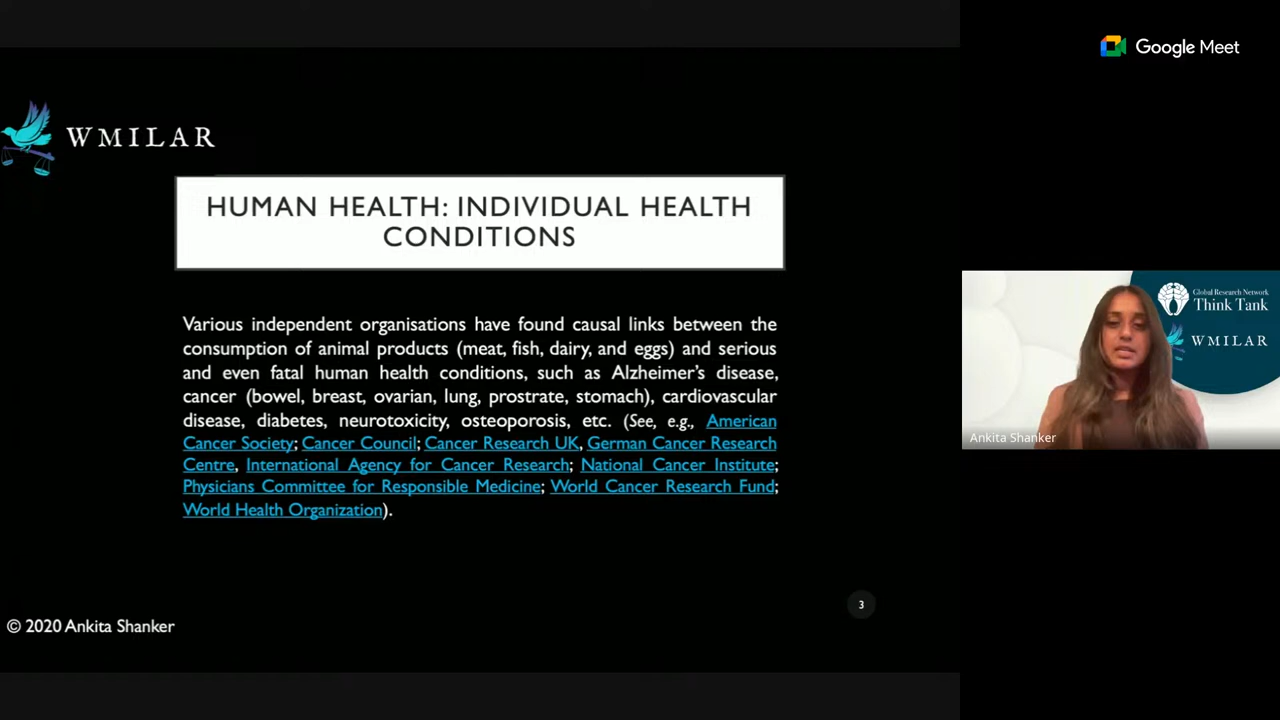 Google Meet
WMILAR
HUMAN HEALTH: INDIVIDUAL HEALTH
CONDITIONS
Various independent organisations have found causal links between the
consumption of animal products (meat, fish, dairy, and eggs) and serious
and even fatal human health conditions, such as Alzheimer's disease,
cancer (bowel, breast, ovarian, lung, prostrate, stomach), cardiovascular
disease, diabetes, neurotoxicity, osteoporosis, etc. (See, e.g., American
Cancer Society; Cancer Council; Cancer Research UK, German Cancer Research
Centre, International Agency for Cancer Research; National Cancer Institute;
Physicians Committee for Responsible Medicine; World Cancer Research Fund;
World Health Organization).
3
© 2020 Ankita Shanker
Global Research Network
Think Tank
WMILAR
Ankita Shanker